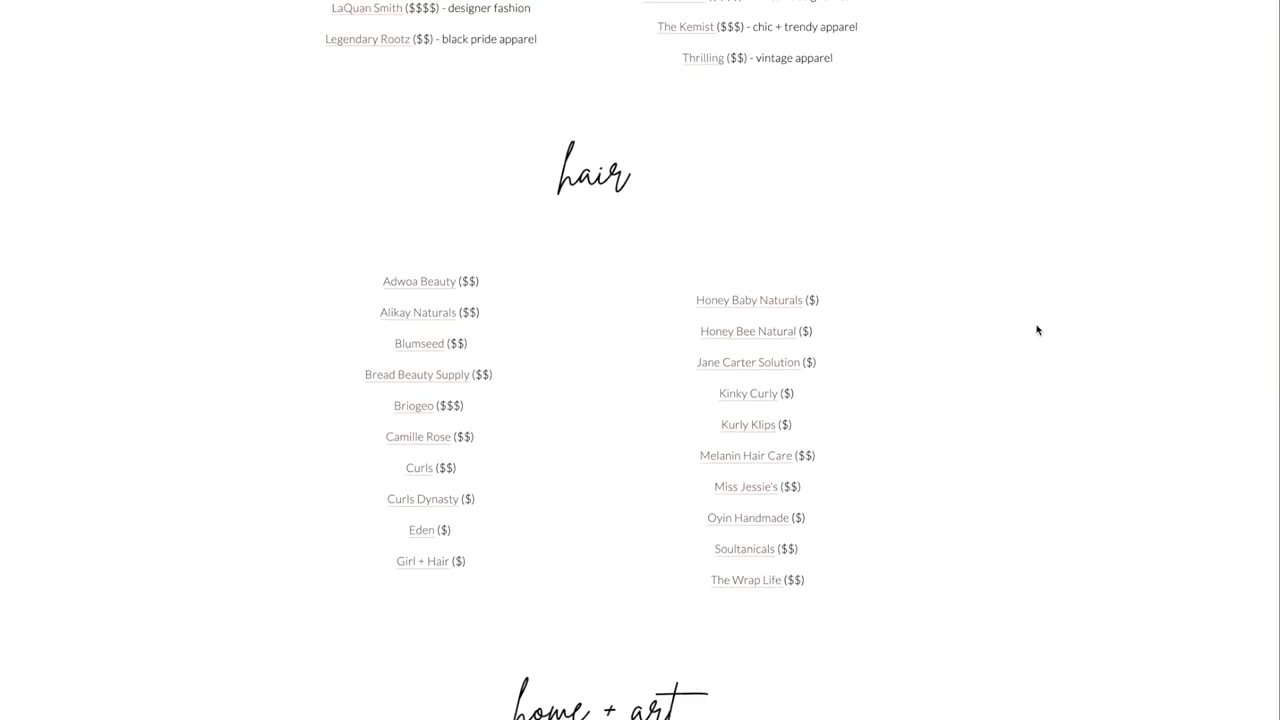 LaQuan Smith ($$$$) - designer fashion
Legendary Rootz ($$) - black pride apparel
The Kemist ($$$) - chic + trendy apparel
Thrilling ($$) - vintage apparel
hair
Adwoa Beauty ($$)
Alikay Naturals ($$)
Blumseed ($$)
Bread Beauty Supply ($$)
Briogeo ($$$)
Camille Rose ($$)
Curls ($$)
Curls Dynasty ($)
Eden ($)
Girl + Hair ($)
Honey Baby Naturals ($)
Honey Bee Natural ($)
Jane Carter Solution ($)
Kinky Curly ($)
Kurly Klips ($)
Melanin Hair Care ($$)
Miss Jessie's ($$)
Oyin Handmade ($)
Soultanicals ($$)
The Wrap Life ($$)
home + art